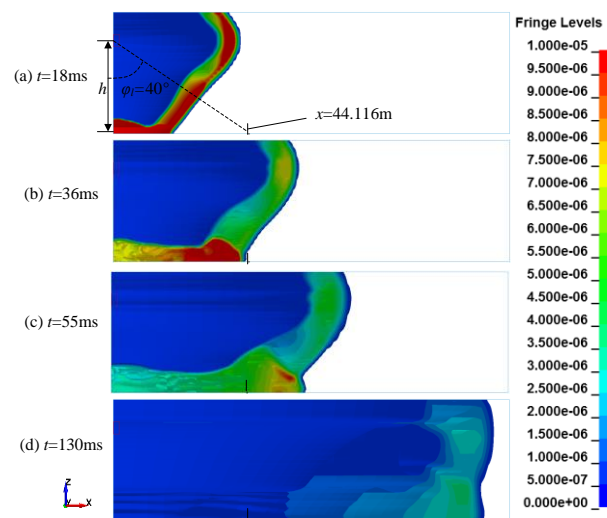 Fringe Levels
1.000e-05
9.500e-06
9.000e-06
8.500e-06
8.000e-06
7.500e-06
7.000e-06
6.500e-06
6.000e-06
5.500e-06
5.000e-06
4.500e-06
4.000e-06
3.500e-06
3.000e-06
2.500e-06
2.000e-06
1.500e-06
1.000e-06
5.000e-07
0.000e+00
(a) t=18ms
h
φI=40°
x=44.116m
(b) t=36ms
(c) t=55ms
(d) t=130ms
Z
Y
X